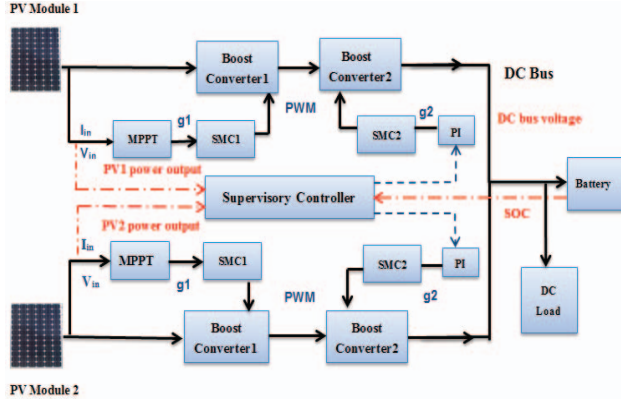 PV Module 1
Boost
Converter1
Boost
Converter2
DC Bus
PWM
DC bus voltage
Iin
Vin
MPPT
g1
SMC1
SMC2
g2
PI
PV1 power output
Supervisory Controller
Battery
PV2 power output
SOC
Iin
Vin
MPPT
g1
SMC1
SMC2
g2
PI
PWM
DC
Load
Boost
Converter1
Boost
Converter2
PV Module 2